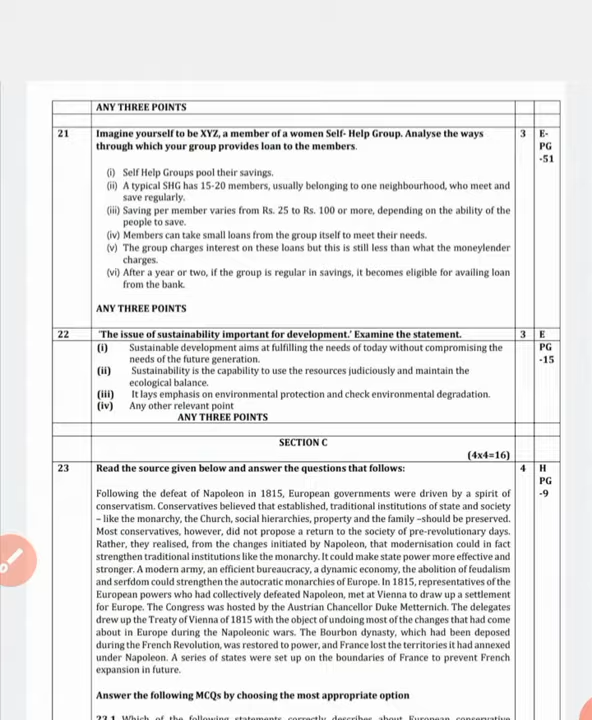 ANY THREE POINTS
21 Imagine yourself to be XYZ, a member of a women Self- Help Group. Analyse the ways 3 E-
through which your group provides loan to the members. PG
-51
(i) Self Help Groups pool their savings.
(ii) A typical SHG has 15-20 members, usually belonging to one neighbourhood, who meet and
save regularly.
(iii) Saving per member varies from Rs. 25 to Rs. 100 or more, depending on the ability of the
people to save.
(iv) Members can take small loans from the group itself to meet their needs.
(v) The group charges interest on these loans but this is still less than what the moneylender
charges.
(vi) After a year or two, if the group is regular in savings, it becomes eligible for availing loan
from the bank.
ANY THREE POINTS
22 'The issue of sustainability important for development.' Examine the statement. 3 E
(i) Sustainable development aims at fulfilling the needs of today without compromising the PG
needs of the future generation. -15
(ii) Sustainability is the capability to use the resources judiciously and maintain the
ecological balance.
(iii) It lays emphasis on environmental protection and check environmental degradation.
(iv) Any other relevant point
ANY THREE POINTS
SECTION C
(4x4=16)
23 Read the source given below and answer the questions that follows: 4 H
PG
-9
Following the defeat of Napoleon in 1815, European governments were driven by a spirit of
conservatism. Conservatives believed that established, traditional institutions of state and society
– like the monarchy, the Church, social hierarchies, property and the family –should be preserved.
Most conservatives, however, did not propose a return to the society of pre-revolutionary days.
Rather, they realised, from the changes initiated by Napoleon, that modernisation could in fact
strengthen traditional institutions like the monarchy. It could make state power more effective and
stronger. A modern army, an efficient bureaucracy, a dynamic economy, the abolition of feudalism
and serfdom could strengthen the autocratic monarchies of Europe. In 1815, representatives of the
European powers who had collectively defeated Napoleon, met at Vienna to draw up a settlement
for Europe. The Congress was hosted by the Austrian Chancellor Duke Metternich. The delegates
drew up the Treaty of Vienna of 1815 with the object of undoing most of the changes that had come
about in Europe during the Napoleonic wars. The Bourbon dynasty, which had been deposed
during the French Revolution, was restored to power, and France lost the territories it had annexed
under Napoleon. A series of states were set up on the boundaries of France to prevent French
expansion in future.
Answer the following MCQs by choosing the most appropriate option
23.1 Which of the following statements correctly describes about European conservative